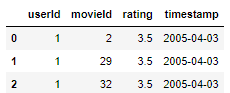 userId movieId rating timestamp
0 1 2 3.5 2005-04-03
1 1 29 3.5 2005-04-03
2 1 32 3.5 2005-04-03